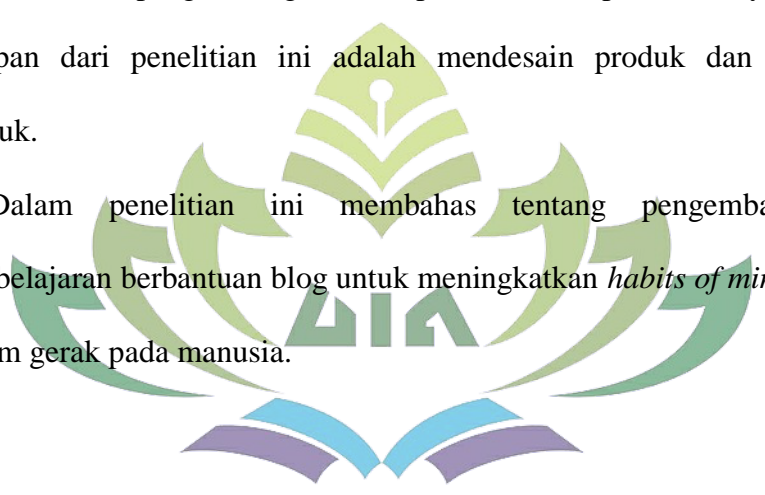 pan dari penelitian ini adalah mendesain produk dan
uk.
Dalam penelitian ini membahas tentang pengemba
belajaran berbantuan blog untuk meningkatkan habits of min
m gerak pada manusia.
UIN